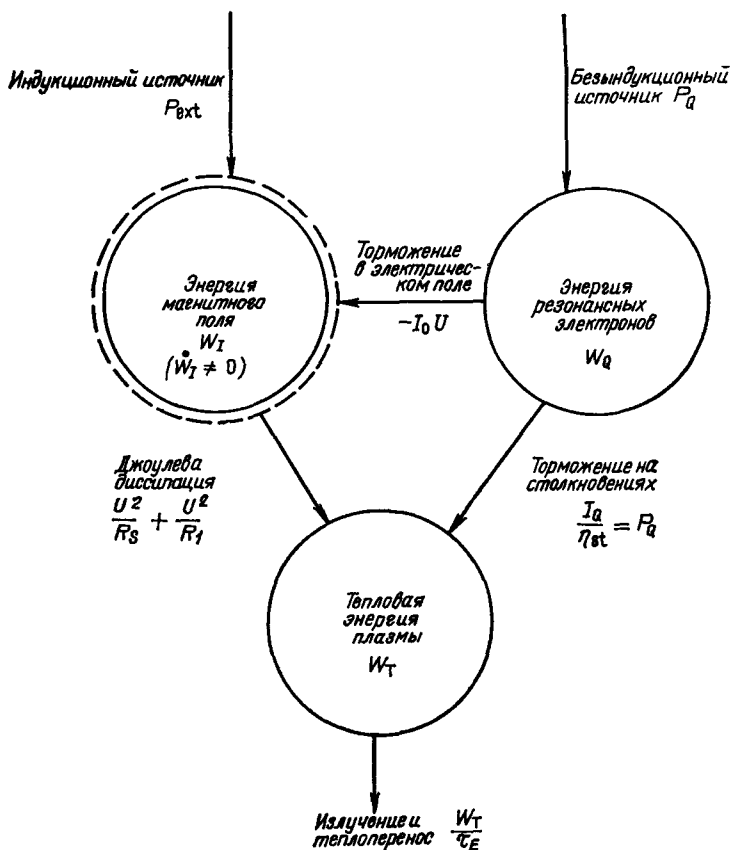 Индукционный источник
P_ext
Безындукционный
источник P_Q
Торможение
в электричес-
ком поле
-I_0 U
Энергия
магнитного
поля
W_I
(Ẇ_I ≠ 0)
Энергия
резонансных
электронов
W_Q
Джоулева
диссипация
U²/R_S + U²/R_1
Торможение на
столкновениях
I_Q/η_st = P_Q
Тепловая
энергия
плазмы
W_T
Излучение и
теплоперенос W_T/τ_E